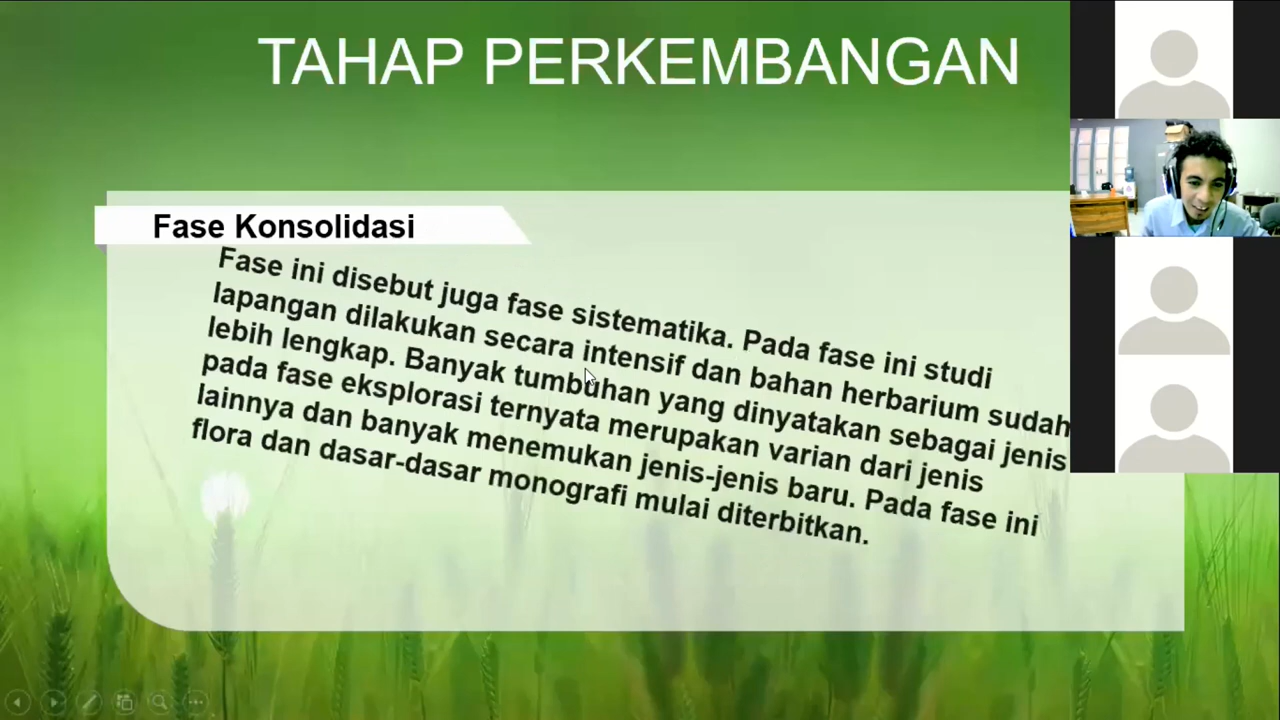 TAHAP PERKEMBANGAN
Fase Konsolidasi
Fase ini disebut juga fase sistematika. Pada fase ini studi
lapangan dilakukan secara intensif dan bahan herbarium sudah
lebih lengkap. Banyak tumbuhan yang dinyatakan sebagai jenis
pada fase eksplorasi ternyata merupakan varian dari jenis
lainnya dan banyak menemukan jenis-jenis baru. Pada fase ini
flora dan dasar-dasar monografi mulai diterbitkan.